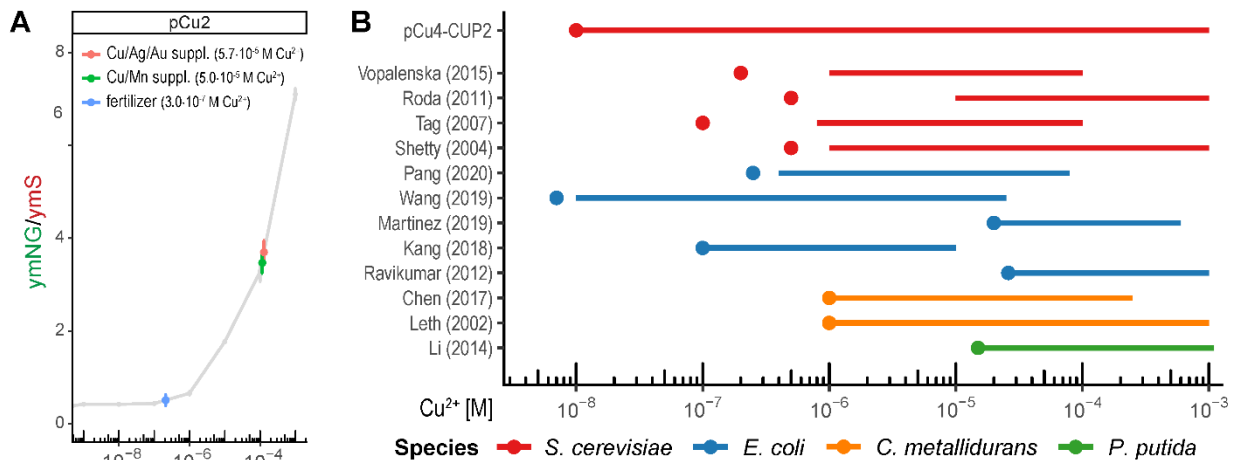 A
pCu2
8
Cu/Ag/Au suppl. (5.7·10⁻⁵ M Cu²⁻)
Cu/Mn suppl. (5.0·10⁻⁵ M Cu²⁺)
fertilizer (3.0·10⁻⁷ M Cu²⁺)
6
4
2
0
ymNG/ymS
10⁻⁸
10⁻⁶
10⁻⁴
B
pCu4-CUP2
Vopalenska (2015)
Roda (2011)
Tag (2007)
Shetty (2004)
Pang (2020)
Wang (2019)
Martinez (2019)
Kang (2018)
Ravikumar (2012)
Chen (2017)
Leth (2002)
Li (2014)
Cu²⁺ [M]
10⁻⁸
10⁻⁷
10⁻⁶
10⁻⁵
10⁻⁴
10⁻³
Species S. cerevisiae E. coli C. metallidurans P. putida